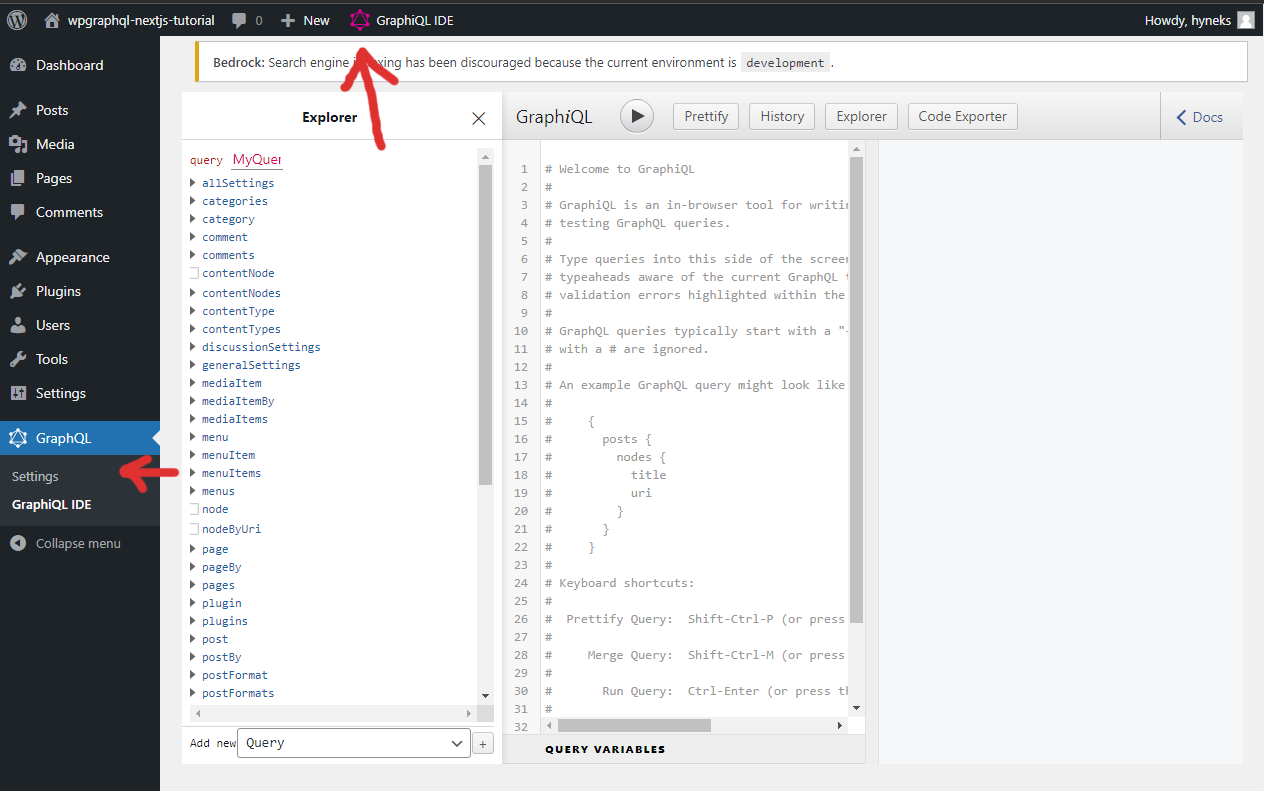 wpgraphql-nextjs-tutorial 0 New GraphiQL IDE Howdy, hyneks
Dashboard
Posts
Media
Pages
Comments
Appearance
Plugins
Users
Tools
Settings
GraphQL
Settings
GraphiQL IDE
Collapse menu
Bedrock: Search engine indexing has been discouraged because the current environment is development .
Explorer
query MyQuer
allSettings
categories
category
comment
comments
contentNode
contentNodes
contentType
contentTypes
discussionSettings
generalSettings
mediaItem
mediaItemBy
mediaItems
menu
menuItem
menuItems
menus
node
nodeByUri
page
pageBy
pages
plugin
plugins
post
postBy
postFormat
postFormats
Add new Query +
GraphiQL Prettify History Explorer Code Exporter Docs
1 # Welcome to GraphiQL
2 #
3 # GraphiQL is an in-browser tool for writin
4 # testing GraphQL queries.
5 #
6 # Type queries into this side of the screen
7 # typeaheads aware of the current GraphQL t
8 # validation errors highlighted within the
9 #
10 # GraphQL queries typically start with a "
11 # with a # are ignored.
12 #
13 # An example GraphQL query might look like
14 #
15 # {
16 # posts {
17 # nodes {
18 # title
19 # uri
20 # }
21 # }
22 # }
23 #
24 # Keyboard shortcuts:
25 #
26 # Prettify Query: Shift-Ctrl-P (or press
27 #
28 # Merge Query: Shift-Ctrl-M (or press
29 #
30 # Run Query: Ctrl-Enter (or press th
31 #
32
QUERY VARIABLES